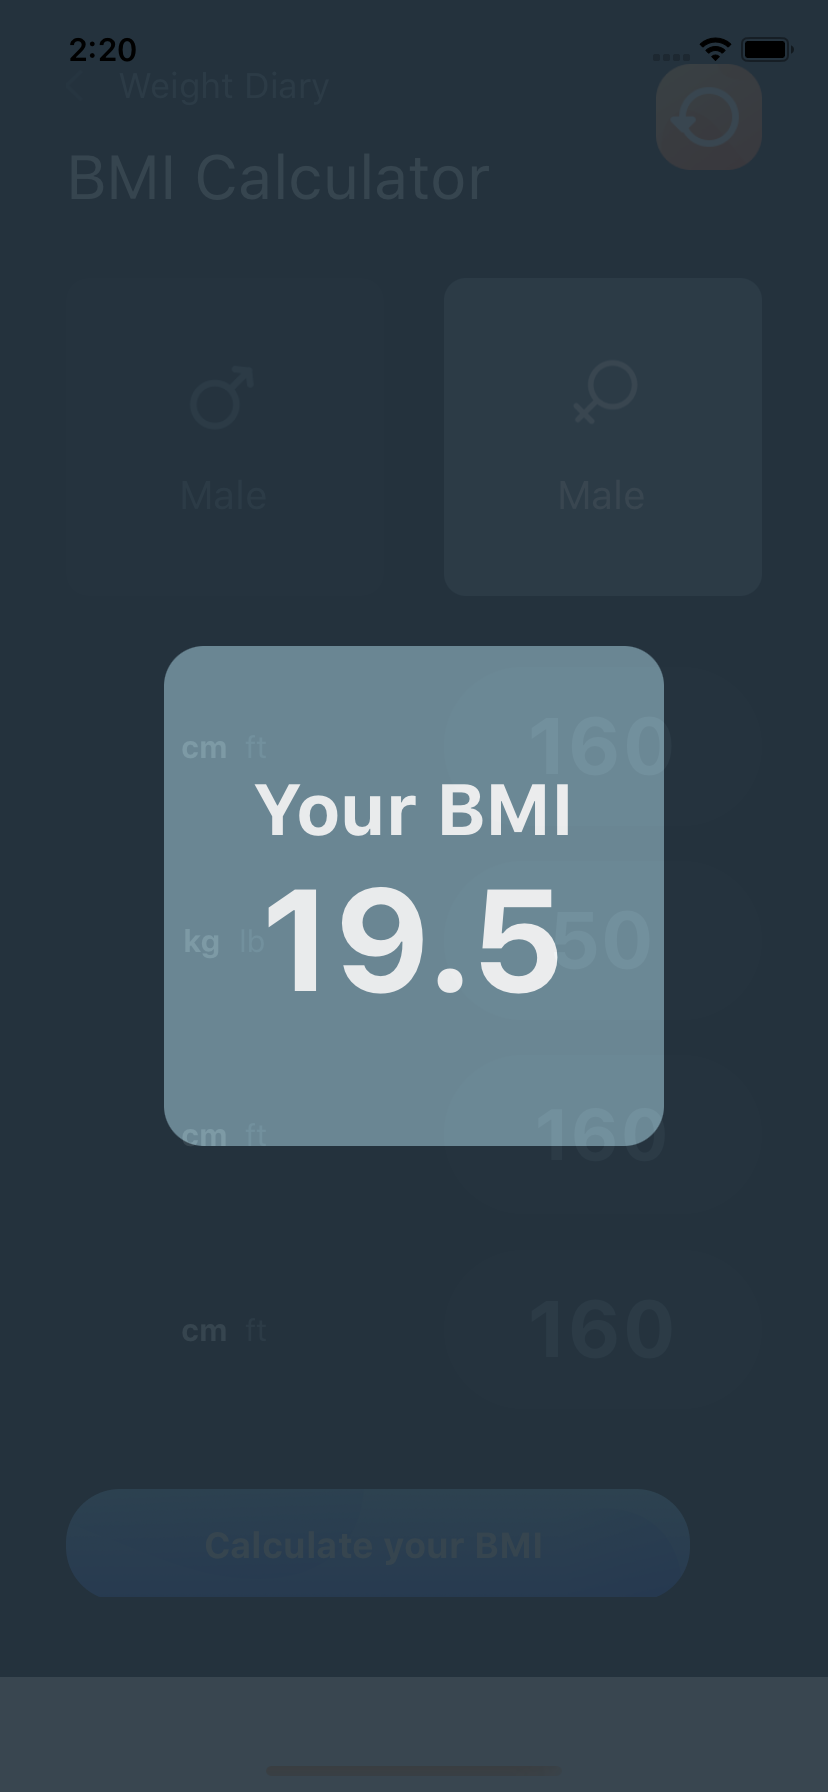 2:20
Weight Diary
BMI Calculator
Male Male
cm ft 160
Your BMI
kg lb 50
19.5
cm ft 160
cm ft 160
Calculate your BMI